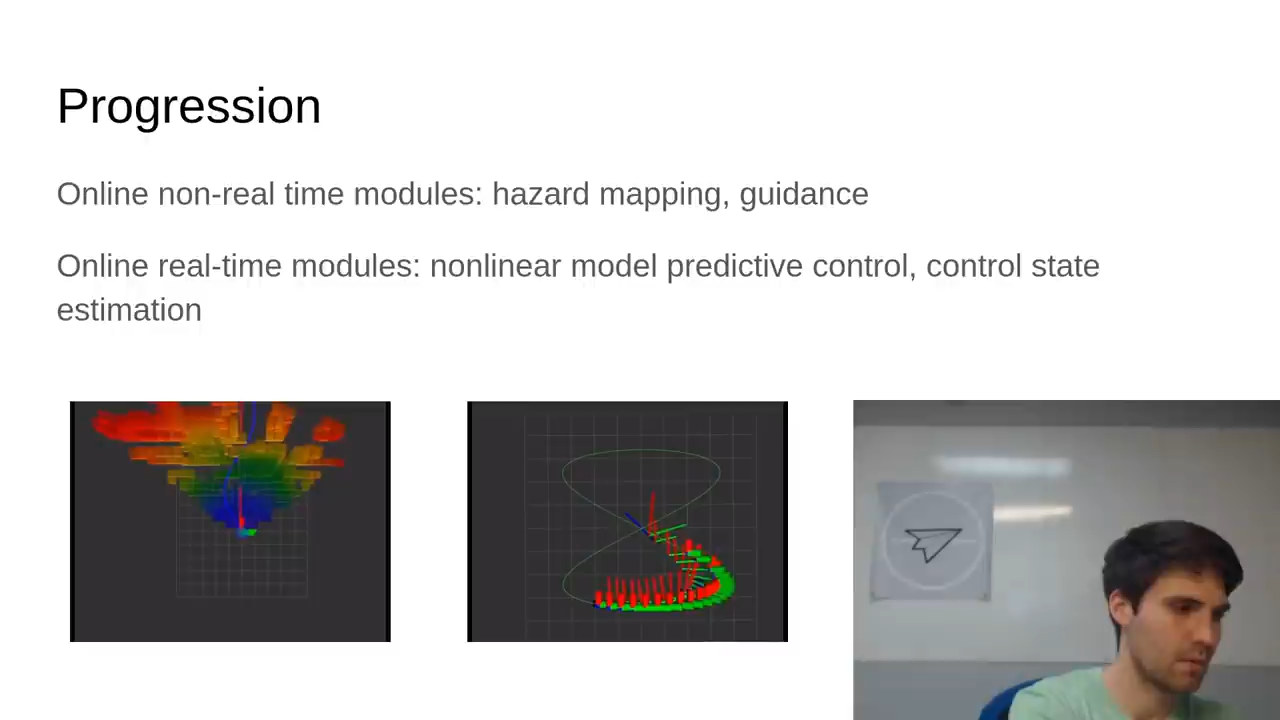 Progression
Online non-real time modules: hazard mapping, guidance
Online real-time modules: nonlinear model predictive control, control state
estimation